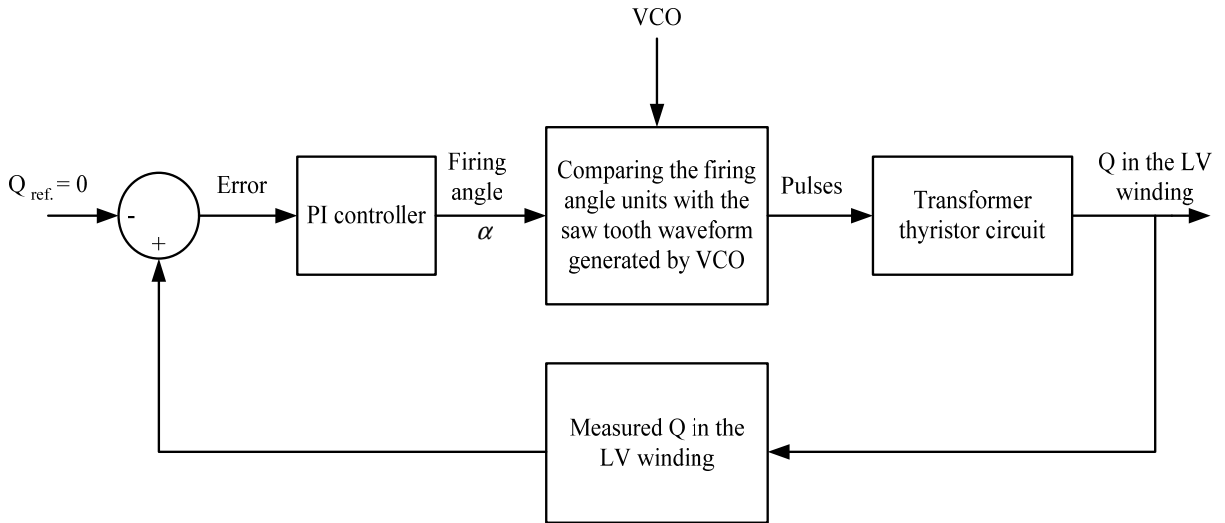 VCO
Q ref. = 0
-
+
Error
PI controller
Firing
angle
α
Comparing the firing
angle units with the
saw tooth waveform
generated by VCO
Pulses
Transformer
thyristor circuit
Q in the LV
winding
Measured Q in the
LV winding